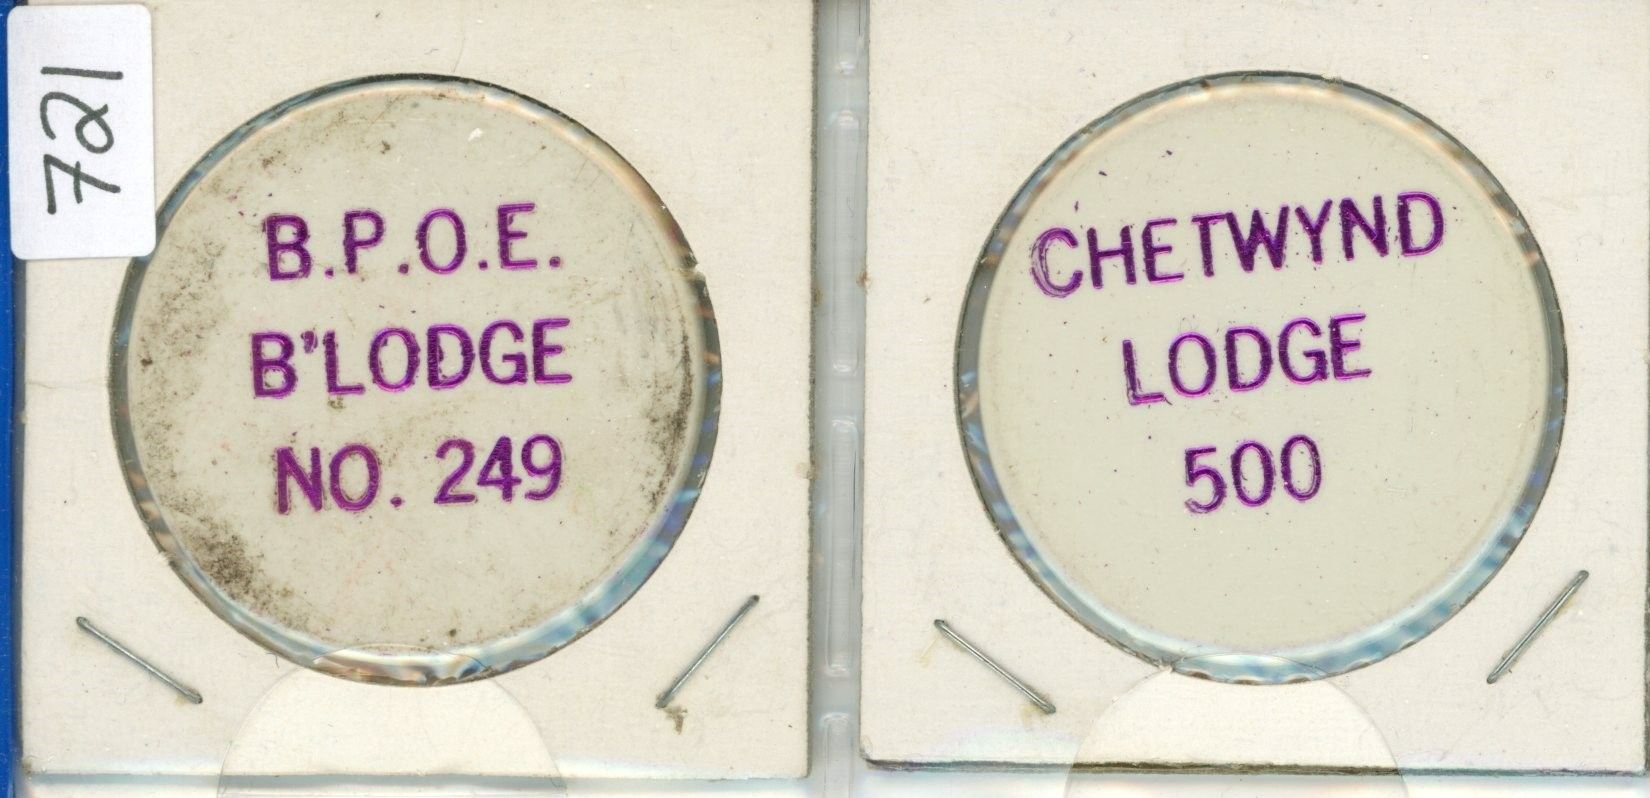 721
B.P.O.E.
B'LODGE
NO. 249
CHETWYND
LODGE
500